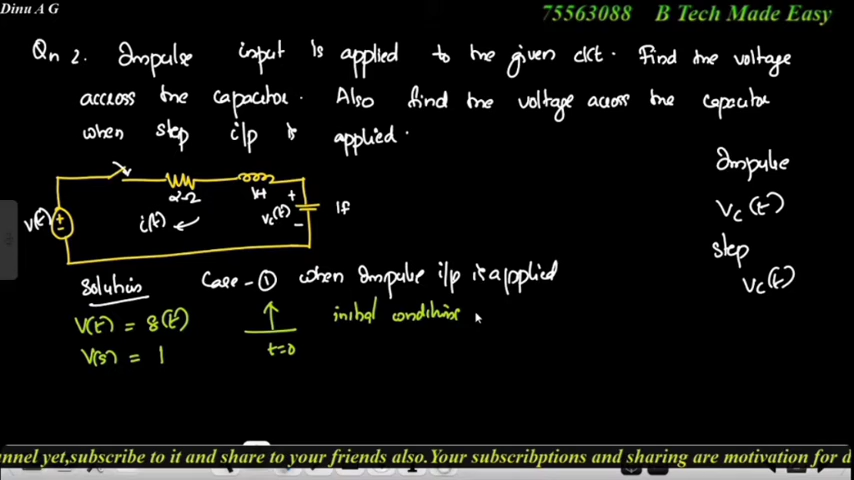 Dinu A G
75563088 B Tech Made Easy
Qn 2. Impulse input is applied to the given ckt. Find the voltage
accross the capacitor. Also find the voltage across the capacitor
when step i/p is applied.
Impulse
Vc(t)
step
Vc(t)
V(t)
+
-
i(t)
2Ω
1H
+
Vc(t)
-
1F
Solution
Case - ① when Impulse i/p is applied
V(t) = δ(t)
V(s) = 1
t=0
initial conditions
nnel yet,subscribe to it and share to your friends also.Your subscribptions and sharing are motivation for d